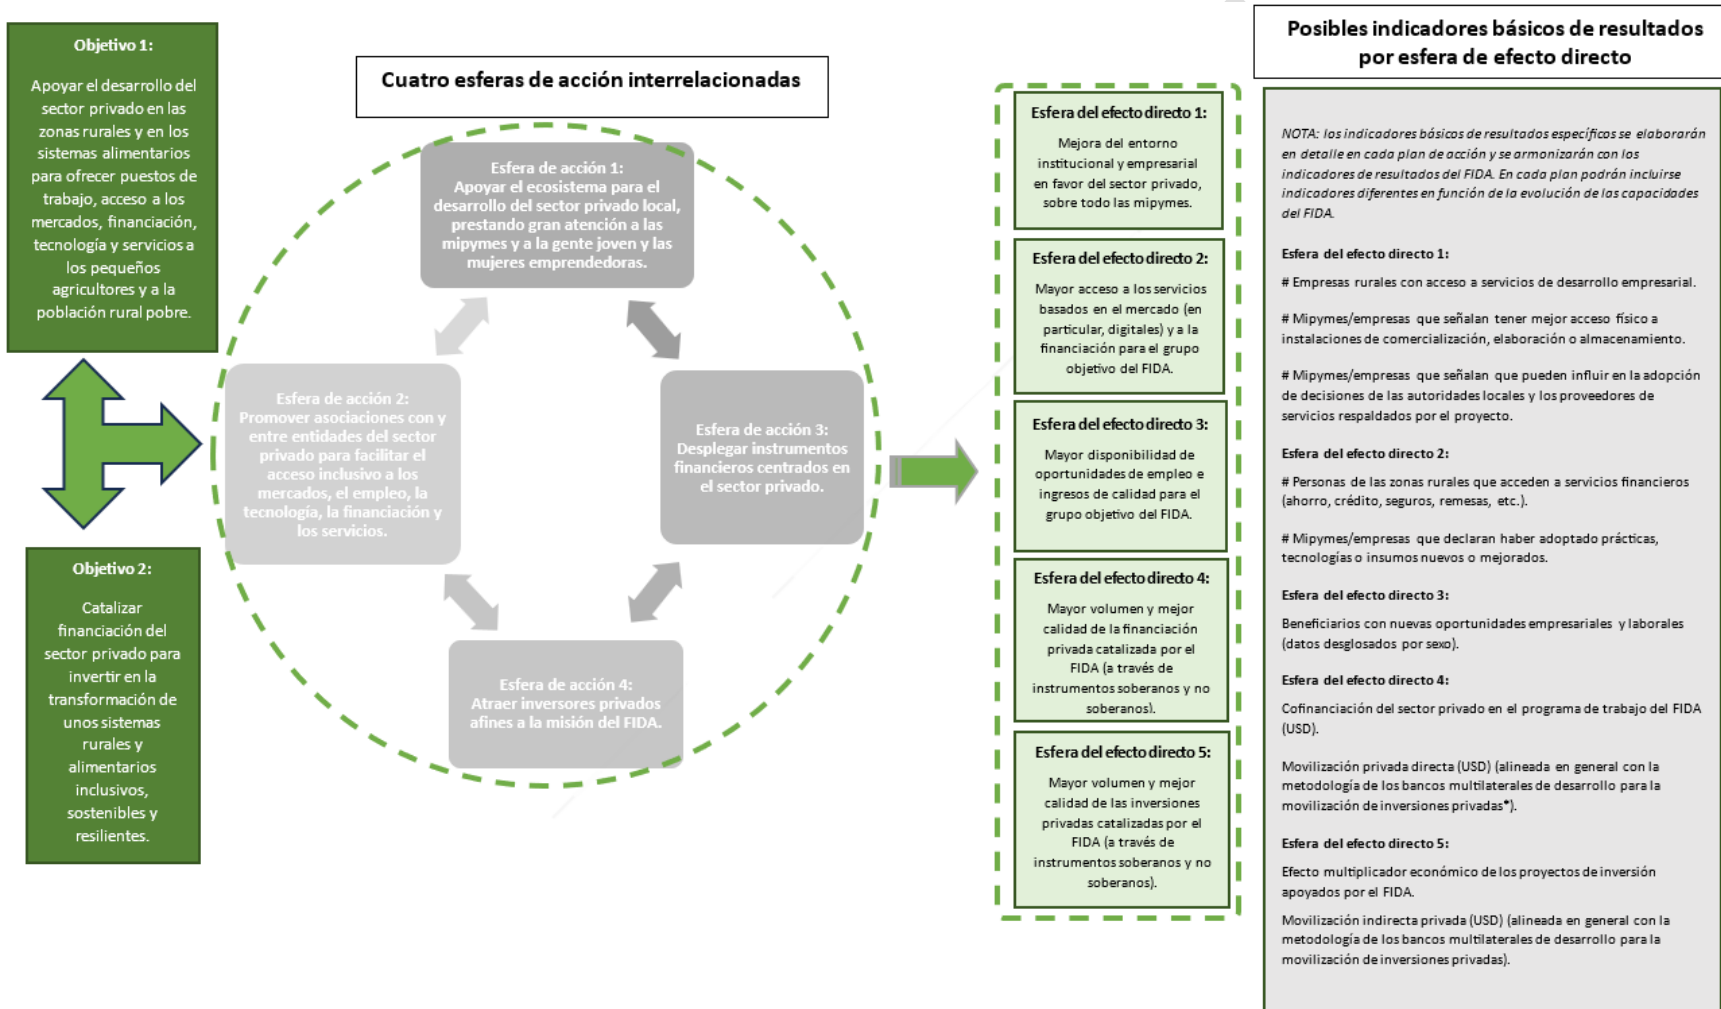 Objetivo 1:
Apoyar el desarrollo del
sector privado en las
zonas rurales y en los
sistemas alimentarios
para ofrecer puestos de
trabajo, acceso a los
mercados, financiación,
tecnología y servicios a
los pequeños
agricultores y a la
población rural pobre.
Objetivo 2:
Catalizar
financiación del
sector privado para
invertir en la
transformación de
unos sistemas
rurales y
alimentarios
inclusivos,
sostenibles y
resilientes.
Cuatro esferas de acción interrelacionadas
Esfera de acción 1:
Apoyar el ecosistema para el
desarrollo del sector privado local,
prestando gran atención a las
mipymes y a la gente joven y las
mujeres emprendedoras.
Esfera de acción 2:
Promover asociaciones con y
entre entidades del sector
privado para facilitar el
acceso inclusivo a los
mercados, el empleo, la
tecnología, la financiación y
los servicios.
Esfera de acción 3:
Desplegar instrumentos
financieros centrados en
el sector privado.
Esfera de acción 4:
Atraer inversores privados
afines a la misión del FIDA.
Esfera del efecto directo 1:
Mejora del entorno
institucional y empresarial
en favor del sector privado,
sobre todo las mipymes.
Esfera del efecto directo 2:
Mayor acceso a los servicios
basados en el mercado (en
particular, digitales) y a la
financiación para el grupo
objetivo del FIDA.
Esfera del efecto directo 3:
Mayor disponibilidad de
oportunidades de empleo e
ingresos de calidad para el
grupo objetivo del FIDA.
Esfera del efecto directo 4:
Mayor volumen y mejor
calidad de la financiación
privada catalizada por el
FIDA (a través de
instrumentos soberanos y no
soberanos).
Esfera del efecto directo 5:
Mayor volumen y mejor
calidad de las inversiones
privadas catalizadas por el
FIDA (a través de
instrumentos soberanos y no
soberanos).
Posibles indicadores básicos de resultados
por esfera de efecto directo
NOTA: los indicadores básicos de resultados específicos se elaborarán
en detalle en cada plan de acción y se armonizarán con los
indicadores de resultados del FIDA. En cada plan podrán incluirse
indicadores diferentes en función de la evolución de las capacidades
del FIDA.
Esfera del efecto directo 1:
# Empresas rurales con acceso a servicios de desarrollo empresarial.
# Mipymes/empresas que señalan tener mejor acceso físico a
instalaciones de comercialización, elaboración o almacenamiento.
# Mipymes/empresas que señalan que pueden influir en la adopción
de decisiones de las autoridades locales y los proveedores de
servicios respaldados por el proyecto.
Esfera del efecto directo 2:
# Personas de las zonas rurales que acceden a servicios financieros
(ahorro, crédito, seguros, remesas, etc.).
# Mipymes/empresas que declaran haber adoptado prácticas,
tecnologías o insumos nuevos o mejorados.
Esfera del efecto directo 3:
Beneficiarios con nuevas oportunidades empresariales y laborales
(datos desglosados por sexo).
Esfera del efecto directo 4:
Cofinanciación del sector privado en el programa de trabajo del FIDA
(USD).
Movilización privada directa (USD) (alineada en general con la
metodología de los bancos multilaterales de desarrollo para la
movilización de inversiones privadas*).
Esfera del efecto directo 5:
Efecto multiplicador económico de los proyectos de inversión
apoyados por el FIDA.
Movilización indirecta privada (USD) (alineada en general con la
metodología de los bancos multilaterales de desarrollo para la
movilización de inversiones privadas).